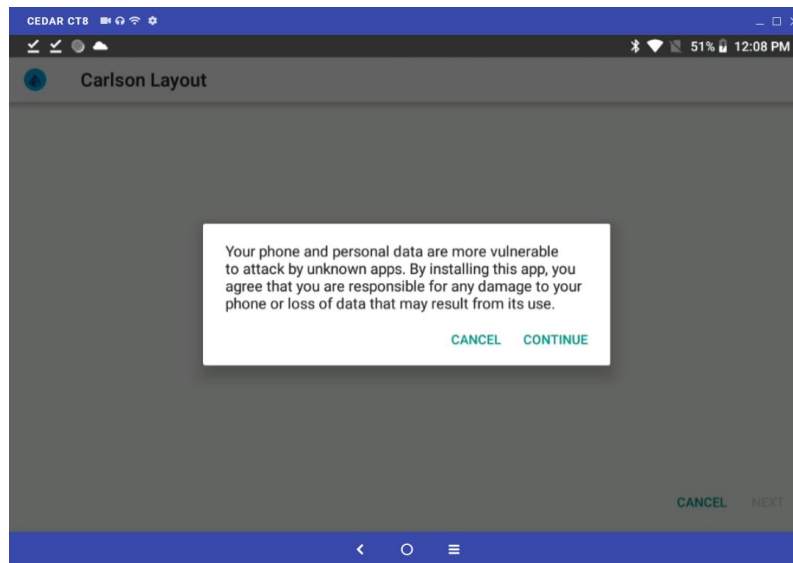 CEDAR CT8
51% 12:08 PM
Carlson Layout
Your phone and personal data are more vulnerable
to attack by unknown apps. By installing this app, you
agree that you are responsible for any damage to your
phone or loss of data that may result from its use.
CANCEL CONTINUE
CANCEL NEXT